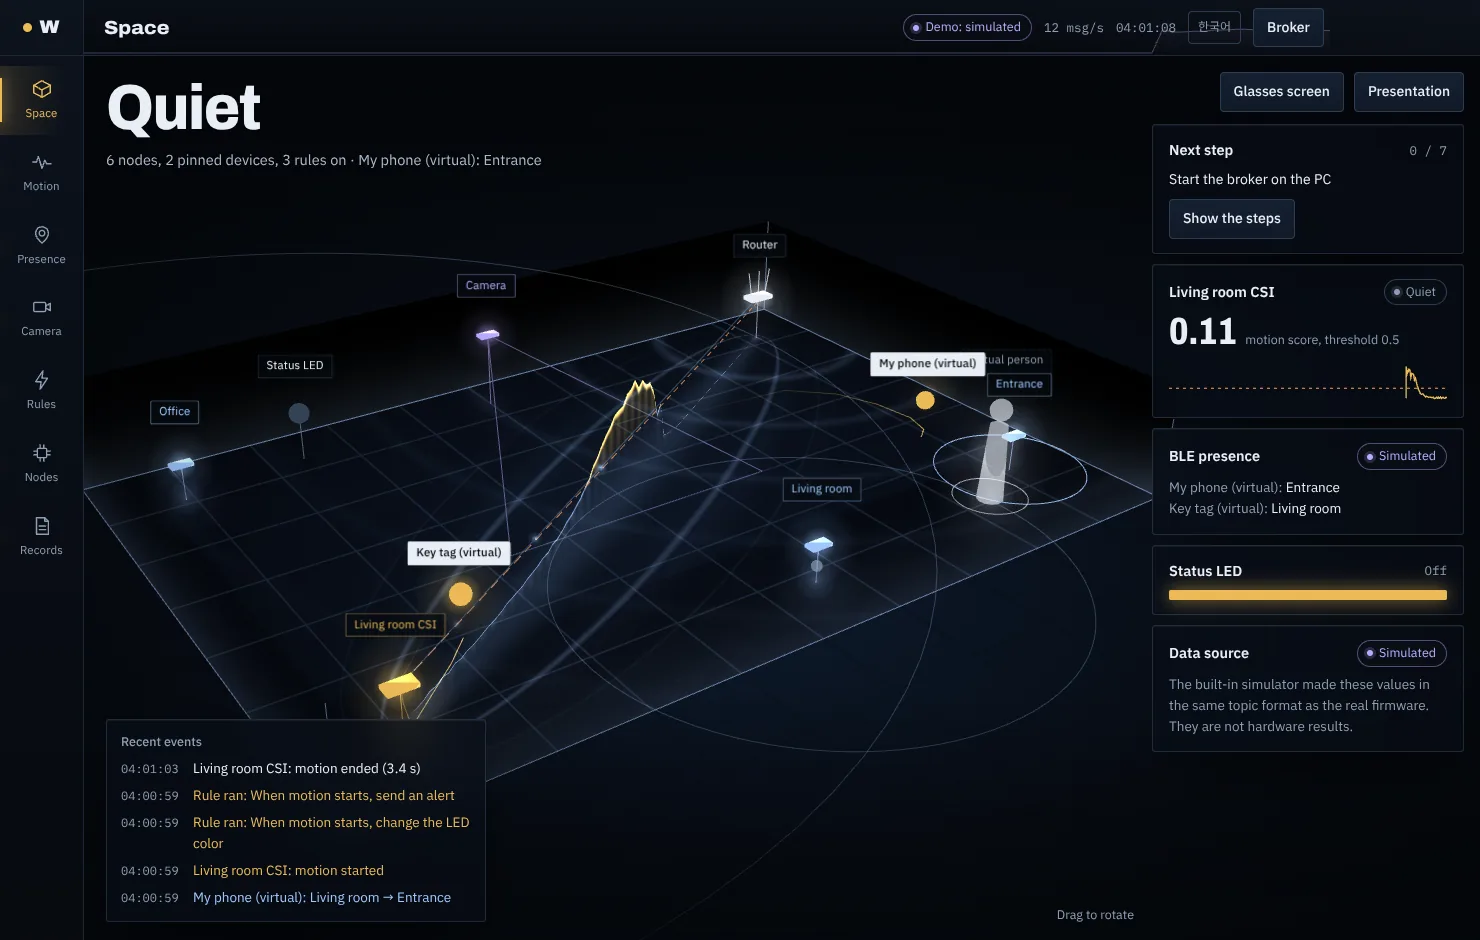 W
Space
Demo: simulated
12 msg/s
04:01:08
한국어
Broker
Space
Motion
Presence
Camera
Rules
Nodes
Records
Quiet
6 nodes, 2 pinned devices, 3 rules on · My phone (virtual): Entrance
Glasses screen
Presentation
Router
Camera
Status LED
Office
My phone (virtual)
person
Entrance
Living room
Key tag (virtual)
Living room CSI
Recent events
04:01:03 Living room CSI: motion ended (3.4 s)
04:00:59 Rule ran: When motion starts, send an alert
04:00:59 Rule ran: When motion starts, change the LED
color
04:00:59 Living room CSI: motion started
04:00:59 My phone (virtual): Living room → Entrance
Drag to rotate
Next step
0 / 7
Start the broker on the PC
Show the steps
Living room CSI
Quiet
0.11 motion score, threshold 0.5
BLE presence
Simulated
My phone (virtual): Entrance
Key tag (virtual): Living room
Status LED
Off
Data source
Simulated
The built-in simulator made these values in
the same topic format as the real firmware.
They are not hardware results.